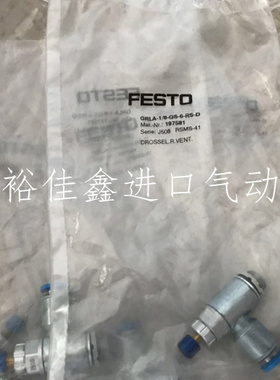 FESTO
FESTO
GRLA-1/8-QS-6-RS-D
Mat.-Nr.: 197581
Serie: J508 RSMS-41
DROSSEL.R.VENT.
裕佳鑫进口气动